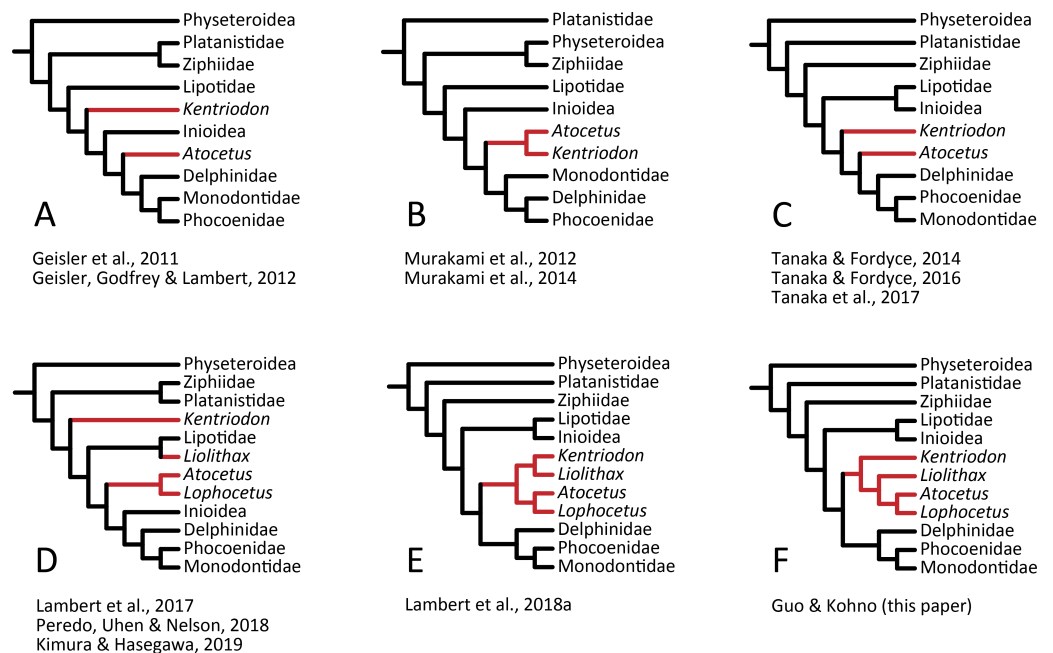 Physeteroidea
Platanistidae
Ziphiidae
Lipotidae
Kentriodon
Inioidea
Atocetus
Delphinidae
Monodontidae
Phocoenidae
A
Geisler et al., 2011
Geisler, Godfrey & Lambert, 2012
Platanistidae
Physeteroidea
Ziphiidae
Lipotidae
Inioidea
Atocetus
Kentriodon
Monodontidae
Delphinidae
Phocoenidae
B
Murakami et al., 2012
Murakami et al., 2014
Physeteroidea
Platanistidae
Ziphiidae
Lipotidae
Inioidea
Kentriodon
Atocetus
Delphinidae
Phocoenidae
Monodontidae
C
Tanaka & Fordyce, 2014
Tanaka & Fordyce, 2016
Tanaka et al., 2017
Physeteroidea
Ziphiidae
Platanistidae
Kentriodon
Lipotidae
Liolithax
Atocetus
Lophocetus
Inioidea
Delphinidae
Phocoenidae
Monodontidae
D
Lambert et al., 2017
Peredo, Uhen & Nelson, 2018
Kimura & Hasegawa, 2019
Physeteroidea
Platanistidae
Ziphiidae
Lipotidae
Inioidea
Kentriodon
Liolithax
Atocetus
Lophocetus
Delphinidae
Phocoenidae
Monodontidae
E
Lambert et al., 2018a
Physeteroidea
Platanistidae
Ziphiidae
Lipotidae
Inioidea
Kentriodon
Liolithax
Atocetus
Lophocetus
Delphinidae
Phocoenidae
Monodontidae
F
Guo & Kohno (this paper)